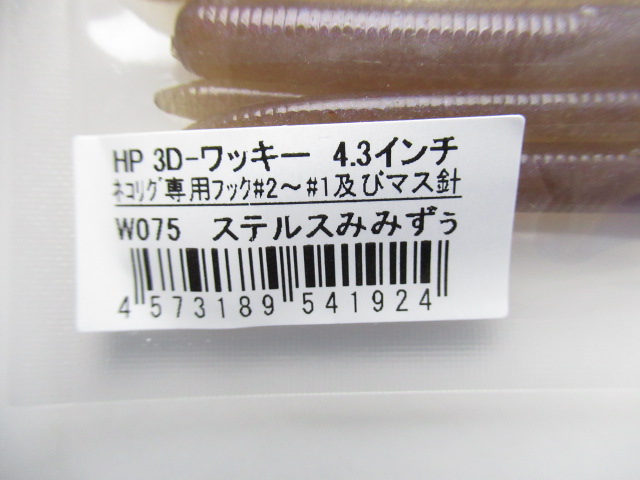 HP 3D-ワッキー 4.3インチ
ﾈｺﾘｸﾞ専用ﾌｯｸ#2～#1及びマス針
W075 ステルスみみずぅ
4 573189 541924